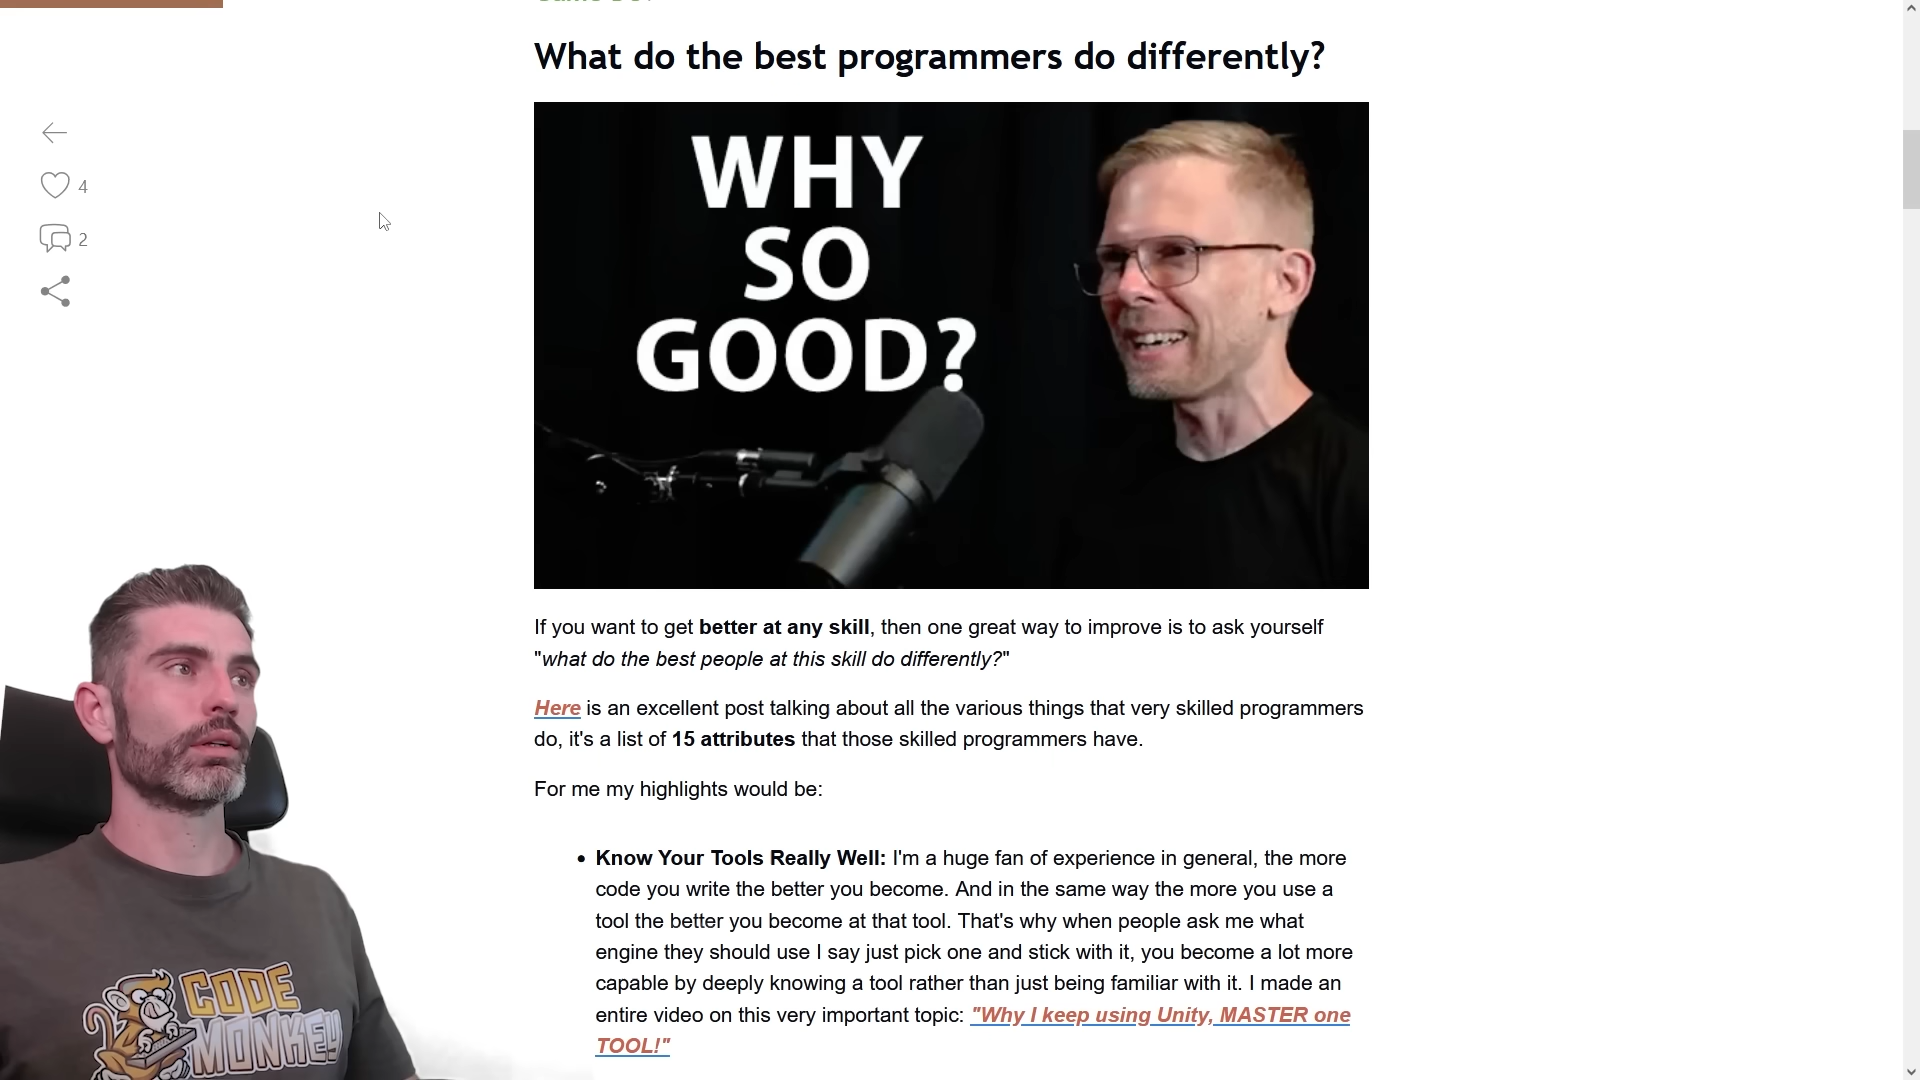 What do the best programmers do differently?
4
2
WHY
SO
GOOD?
If you want to get better at any skill, then one great way to improve is to ask yourself
"what do the best people at this skill do differently?"
Here is an excellent post talking about all the various things that very skilled programmers
do, it's a list of 15 attributes that those skilled programmers have.
For me my highlights would be:
• Know Your Tools Really Well: I'm a huge fan of experience in general, the more
code you write the better you become. And in the same way the more you use a
tool the better you become at that tool. That's why when people ask me what
engine they should use I say just pick one and stick with it, you become a lot more
capable by deeply knowing a tool rather than just being familiar with it. I made an
entire video on this very important topic: "Why I keep using Unity, MASTER one
TOOL!"
CODE
MONKEY